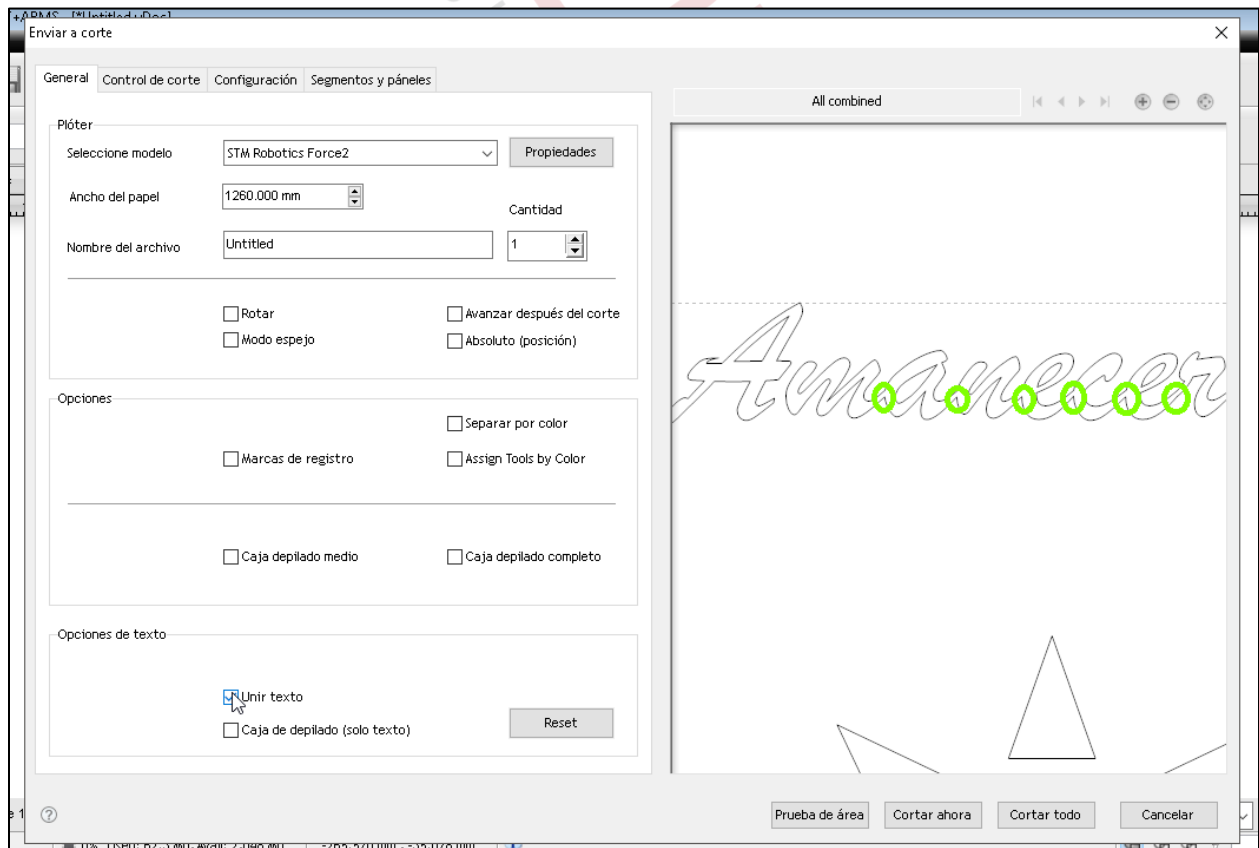 +ARMS - [*Untitled.vDoc]
Enviar a corte
General Control de corte Configuración Segmentos y páneles
All combined
Plóter
Seleccione modelo STM Robotics Force2 Propiedades
Ancho del papel 1260.000 mm
Cantidad
Nombre del archivo Untitled 1
Rotar Avanzar después del corte
Modo espejo Absoluto (posición)
Amanecer
Opciones
Separar por color
Marcas de registro Assign Tools by Color
Caja depilado medio Caja depilado completo
Opciones de texto
Unir texto
Caja de depilado (solo texto) Reset
Prueba de área Cortar ahora Cortar todo Cancelar